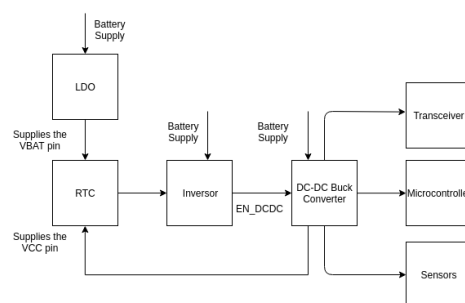 Battery
Supply
LDO
Supplies the
VBAT pin
Battery
Supply
Battery
Supply
Transceiver
RTC
Inversor
EN_DCDC
DC-DC Buck
Converter
Microcontrolle
Supplies the
VCC pin
Sensors